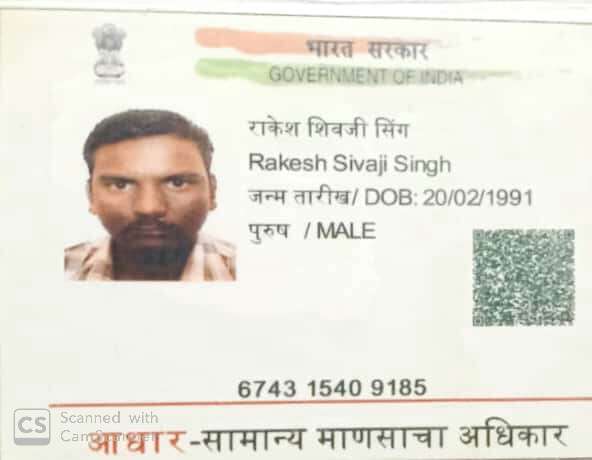 भारत सरकार
GOVERNMENT OF INDIA
राकेश शिवजी सिंग
Rakesh Sivaji Singh
जन्म तारीख/ DOB: 20/02/1991
पुरुष / MALE
6743 1540 9185
CS Scanned with
CamScanner
आधार-सामान्य माणसाचा अधिकार